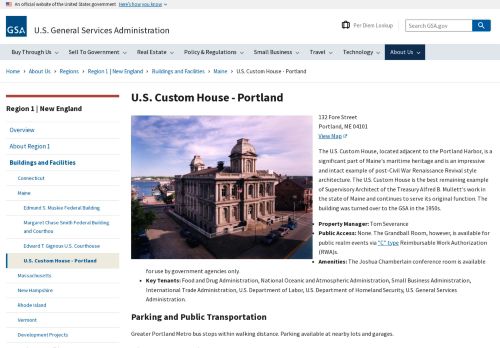 An official website of the United States government. Here's how you know
GSA
U.S. General Services Administration
Per Diem Lookup
Search GSA.gov
Buy Through Us
Sell To Government
Real Estate
Policy & Regulations
Small Business
Travel
Technology
About Us
Home › About Us › Regions › Region 1 | New England › Buildings and Facilities › Maine › U.S. Custom House - Portland
Region 1 | New England
Overview
About Region 1
Buildings and Facilities
Connecticut
Maine
Edmund S. Muskie Federal Building
Margaret Chase Smith Federal Building
and Courthou
Edward T. Gignoux U.S. Courthouse
U.S. Custom House - Portland
Massachusetts
New Hampshire
Rhode Island
Vermont
Development Projects
U.S. Custom House - Portland
132 Fore Street
Portland, ME 04101
View Map
The U.S. Custom House, located adjacent to the Portland Harbor, is
a significant part of Maine's maritime heritage and is an impressive
and intact example of post-Civil War Renaissance Revival style
architecture. The U.S. Custom House is the best remaining example
of Supervisory Architect of the Treasury Alfred B. Mullett's work in
the state of Maine and continues to serve its original function. The
building was turned over to the GSA in the 1950s.
Property Manager: Tom Severance
Public Access: None. The Grandball Room, however, is available for
public realm events via "C" type Reimbursable Work Authorization
(RWAs).
Amenities: The Joshua Chamberlain conference room is available
for use by government agencies only.
Key Tenants: Food and Drug Administration, National Oceanic and Atmospheric Administration, Small Business Administration,
International Trade Administration, U.S. Department of Labor, U.S. Department of Homeland Security, U.S. General Services
Administration.
Parking and Public Transportation
Greater Portland Metro bus stops within walking distance. Parking available at nearby lots and garages.